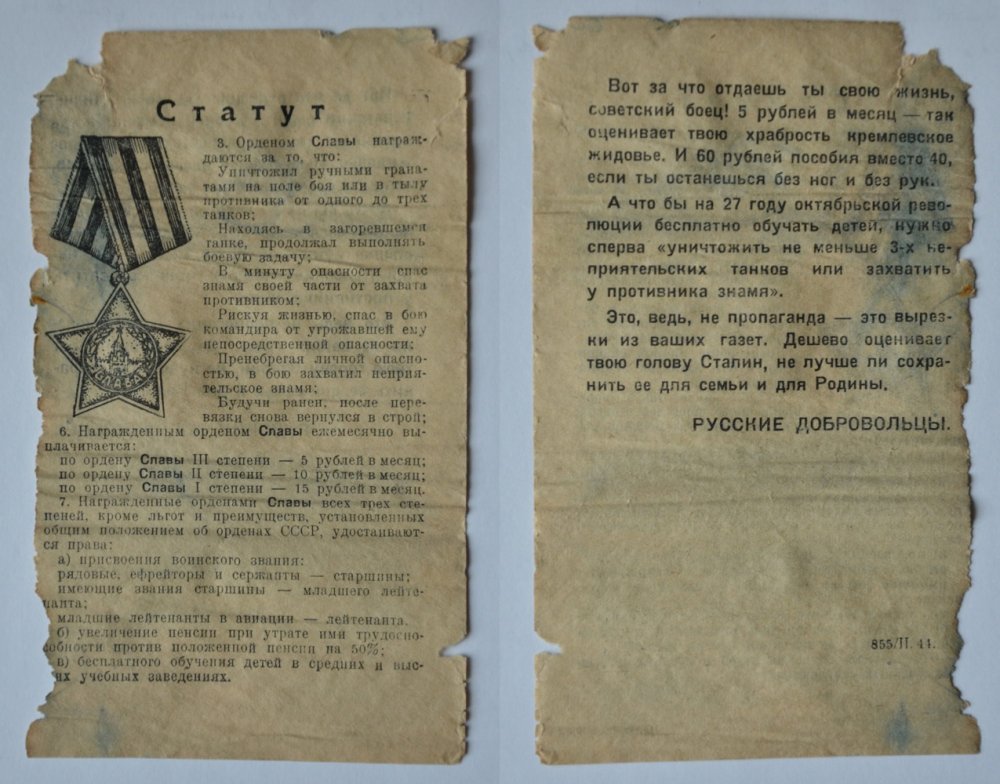 Статут
3. Орденом Славы награж-
даются за то, что:
Уничтожил ручными грана-
тами на поле боя или в тылу
противника от одного до трех
танков;
Находясь в загоревшемся
танке, продолжал выполнять
боевую задачу;
В минуту опасности спас
знамя своей части от захвата
противником;
Рискуя жизнью, спас в бою
командира от угрожавшей ему
непосредственной опасности;
Пренебрегая личной опасно-
стью, в бою захватил неприя-
тельское знамя;
Будучи ранен, после пере-
вязки снова вернулся в строй;
СЛАВА
6. Награжденным орденом Славы ежемесячно вы-
плачивается:
по ордену Славы III степени — 5 рублей в месяц;
по ордену Славы II степени — 10 рублей в месяц;
по ордену Славы I степени — 15 рублей в месяц.
7. Награжденные орденами Славы всех трех сте-
пеней, кроме льгот и преимуществ, установленных
общим положением об орденах СССР, удостаивают-
ся права:
а) присвоения воинского звания:
рядовые, ефрейторы и сержанты — старшины;
имеющие звания старшины — младшего лейте-
нанта;
младшие лейтенанты в авиации — лейтенанта.
б) увеличение пенсии при утрате ими трудоспо-
собности против положенной пенсии на 50%;
в) бесплатного обучения детей в средних и выс-
их учебных заведениях.
Вот за что отдаешь ты свою жизнь,
советский боец! 5 рублей в месяц — так
оценивает твою храбрость кремлевское
жидовье. И 60 рублей пособия вместо 40,
если ты останешься без ног и без рук.
А что бы на 27 году октябрьской рево-
люции бесплатно обучать детей, нужно
сперва «уничтожить не меньше 3-х не-
приятельских танков или захватить
у противника знамя».
Это, ведь, не пропаганда — это вырез-
ки из ваших газет. Дешево оценивает
твою голову Сталин, не лучше ли сохра-
нить ее для семьи и для Родины.
РУССКИЕ ДОБРОВОЛЬЦЫ.
855/II. 44.